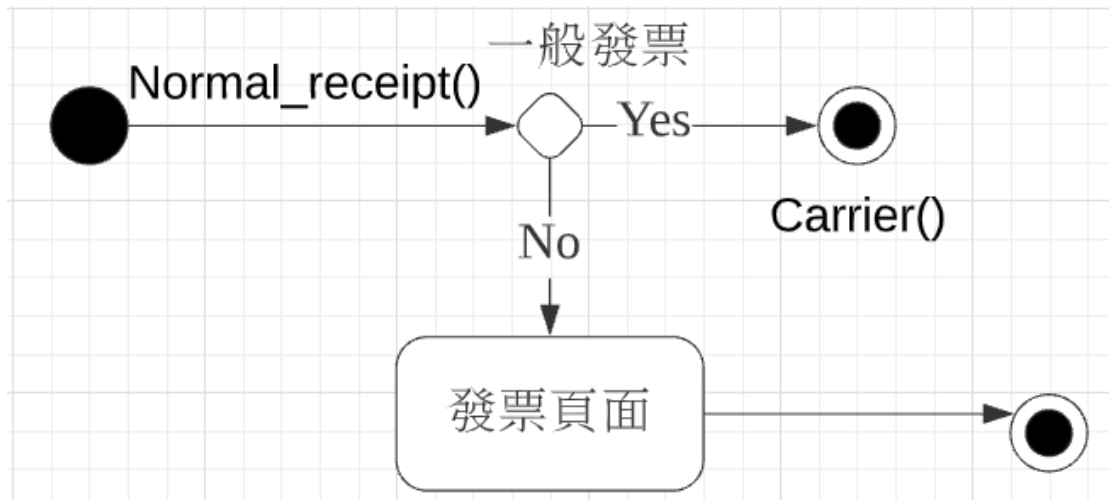 一般發票
Normal_receipt()
Yes
Carrier()
No
發票頁面